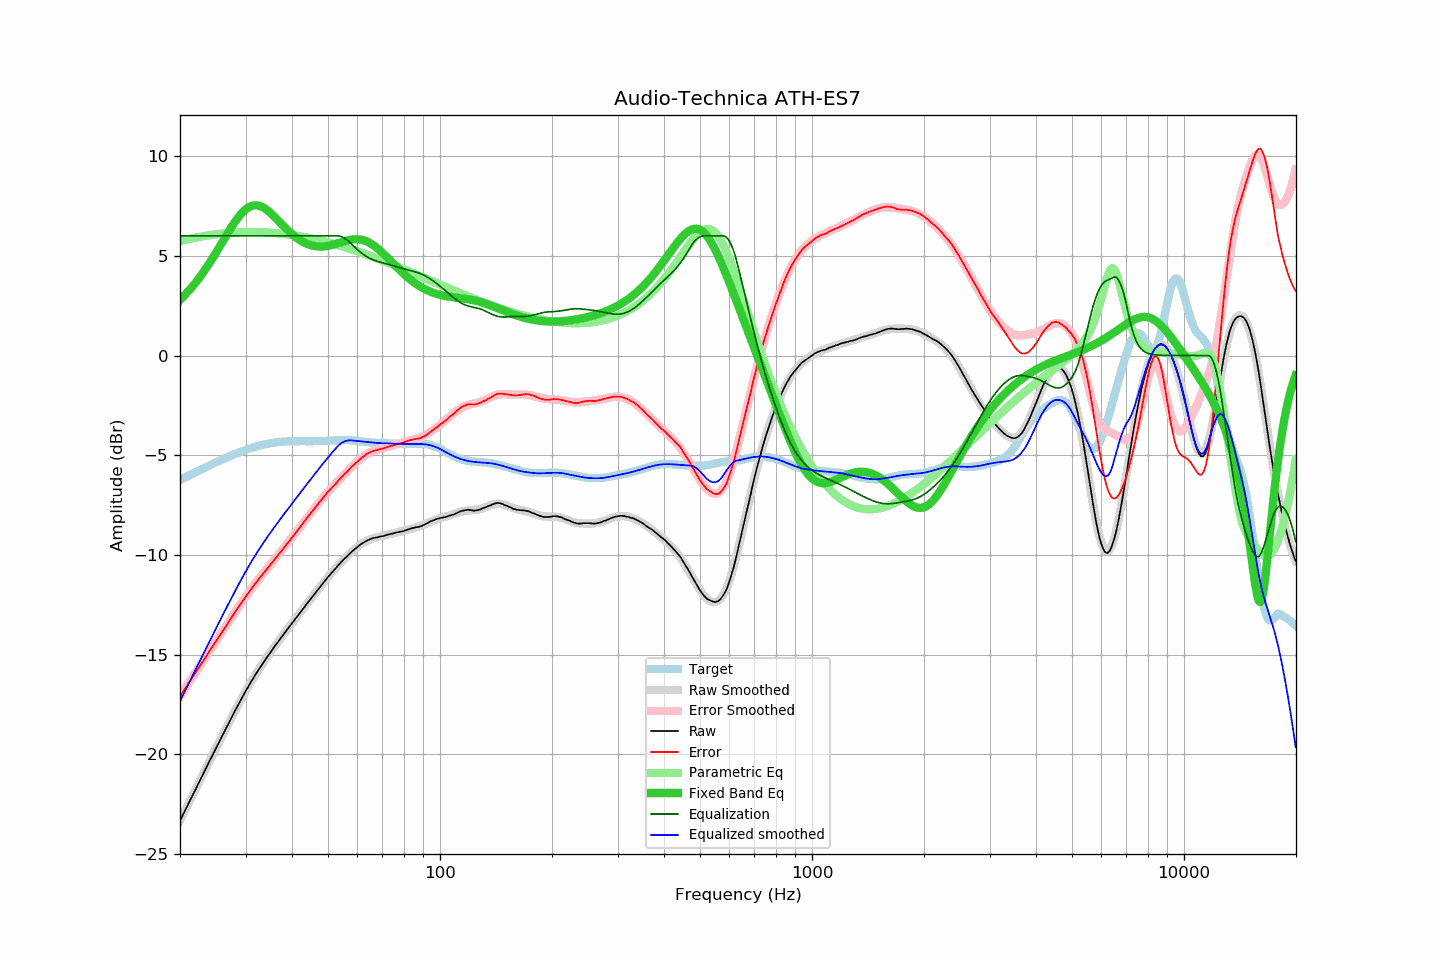 Audio-Technica ATH-ES7
Amplitude (dBr)
10
5
0
−5
−10
−15
−20
−25
Target
Raw Smoothed
Error Smoothed
Raw
Error
Parametric Eq
Fixed Band Eq
Equalization
Equalized smoothed
100
1000
10000
Frequency (Hz)